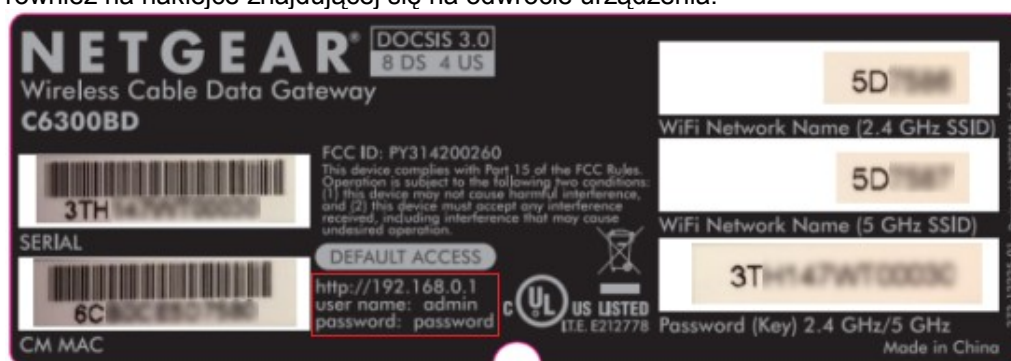 również na naklejce znajdującej się na odwrocie urządzenia.
NETGEAR®
DOCSIS 3.0
8 DS 4 US
Wireless Cable Data Gateway
C6300BD
3TH
SERIAL
6C
CM MAC
FCC ID: PY314200260
This device complies with Part 15 of the FCC Rules.
Operation is subject to the following two conditions:
(1) this device may not cause harmful interference,
and (2) this device must accept any interference
received, including interference that may cause
undesired operation.
DEFAULT ACCESS
http://192.168.0.1
user name: admin
password: password
C UL US LISTED
I.T.E. E212778
5D
WiFi Network Name (2.4 GHz SSID)
5D
WiFi Network Name (5 GHz SSID)
3T
Password (Key) 2.4 GHz/5 GHz
Made in China